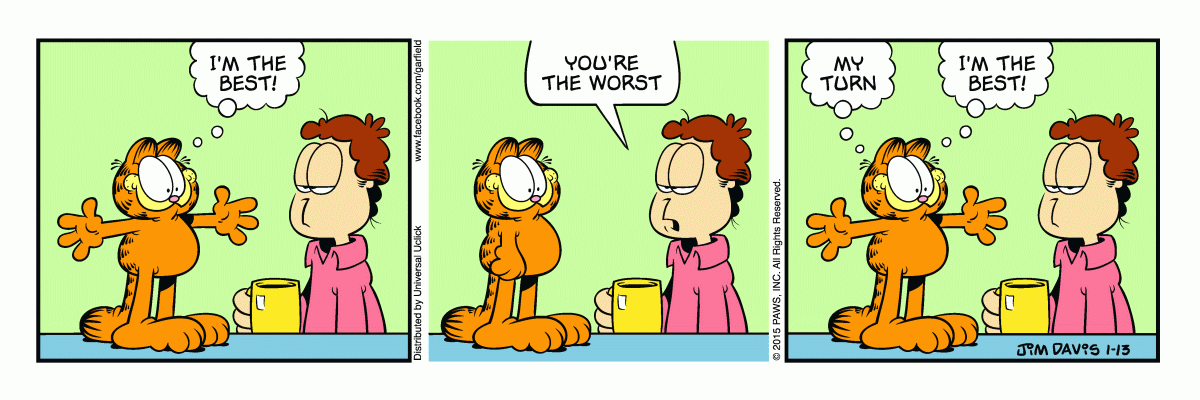 I'M THE
BEST!
www.facebook.com/garfield
Distributed by Universal Uclick
YOU'RE
THE WORST
© 2015 PAWS, INC. All Rights Reserved.
MY
TURN
I'M THE
BEST!
JIM DAVIS 1-13